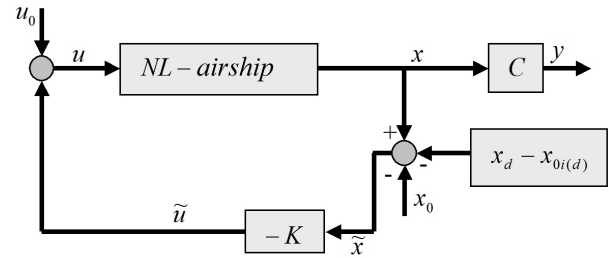 u₀
u
NL – airship
x
C
y
+
-
-
x_d − x_{0i(d)}
x₀
ũ
– K
x̃